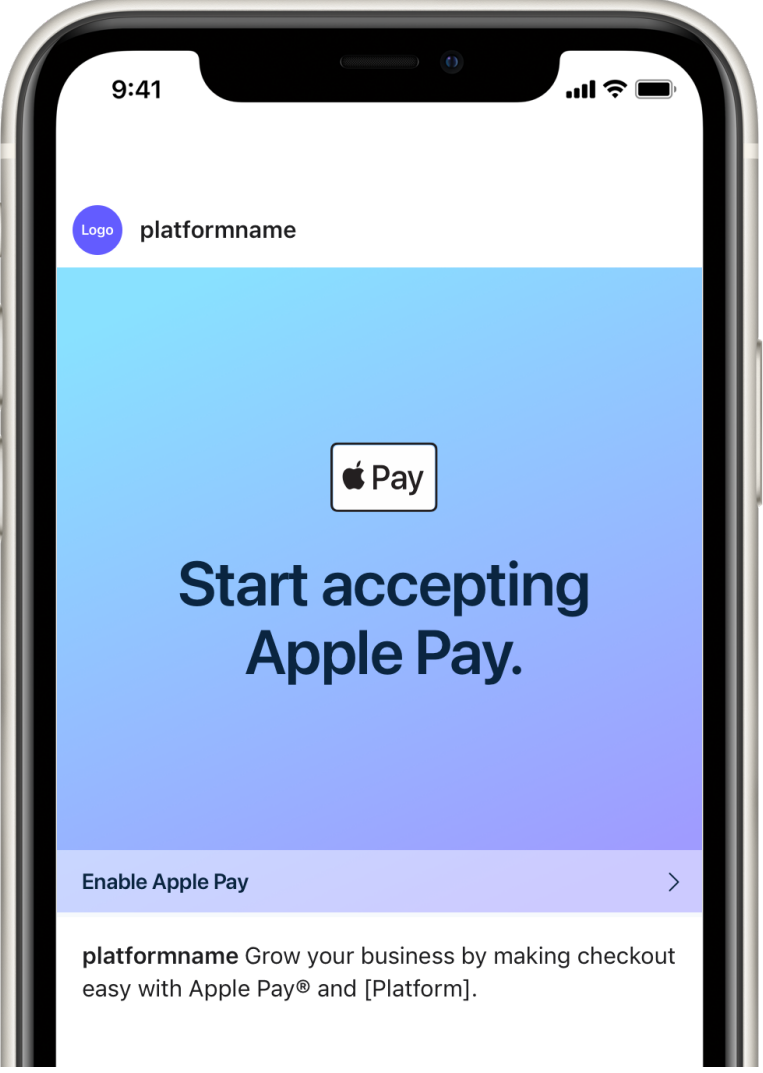 9:41
Logo
platformname
Pay
Start accepting
Apple Pay.
Enable Apple Pay
platformname Grow your business by making checkout
easy with Apple Pay® and [Platform].